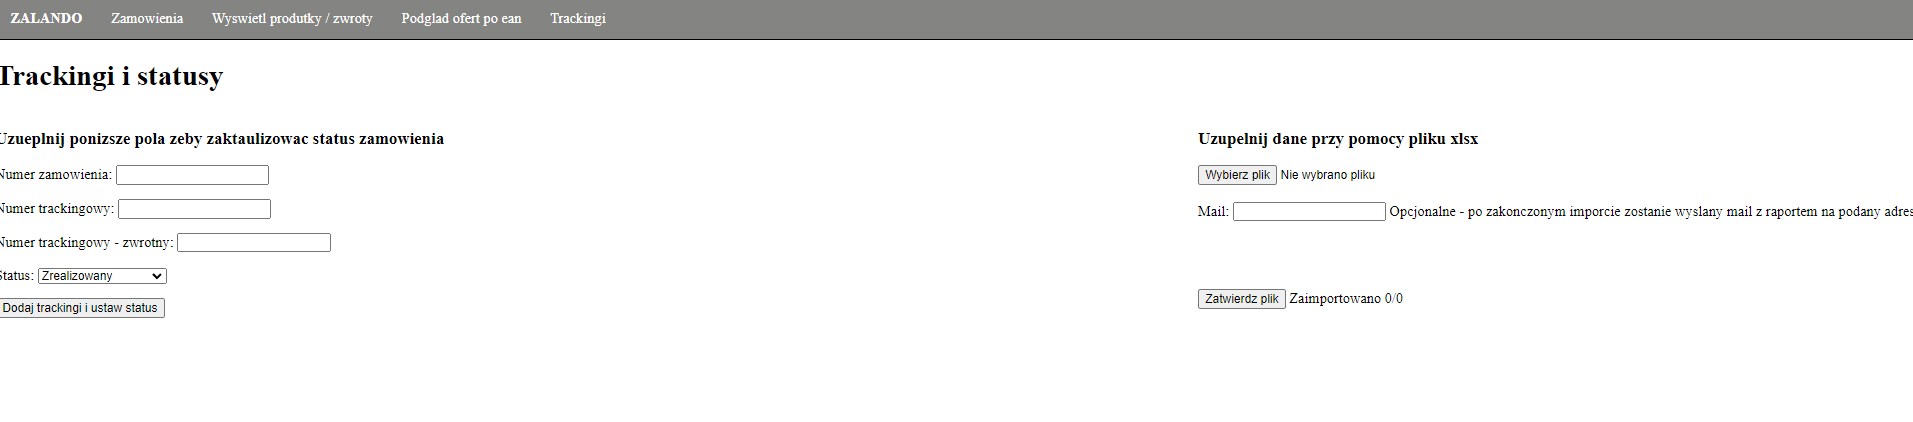 ZALANDO Zamowienia Wyswietl produtky / zwroty Podglad ofert po ean Trackingi
Trackingi i statusy
Uzueplnij ponizsze pola zeby zaktaulizowac status zamowienia
Numer zamowienia:
Numer trackingowy:
Numer trackingowy - zwrotny:
Status: Zrealizowany
Dodaj trackingi i ustaw status
Uzupelnij dane przy pomocy pliku xlsx
Wybierz plik Nie wybrano pliku
Mail: Opcjonalne - po zakonczonym imporcie zostanie wyslany mail z raportem na podany adres
Zatwierdz plik Zaimportowano 0/0